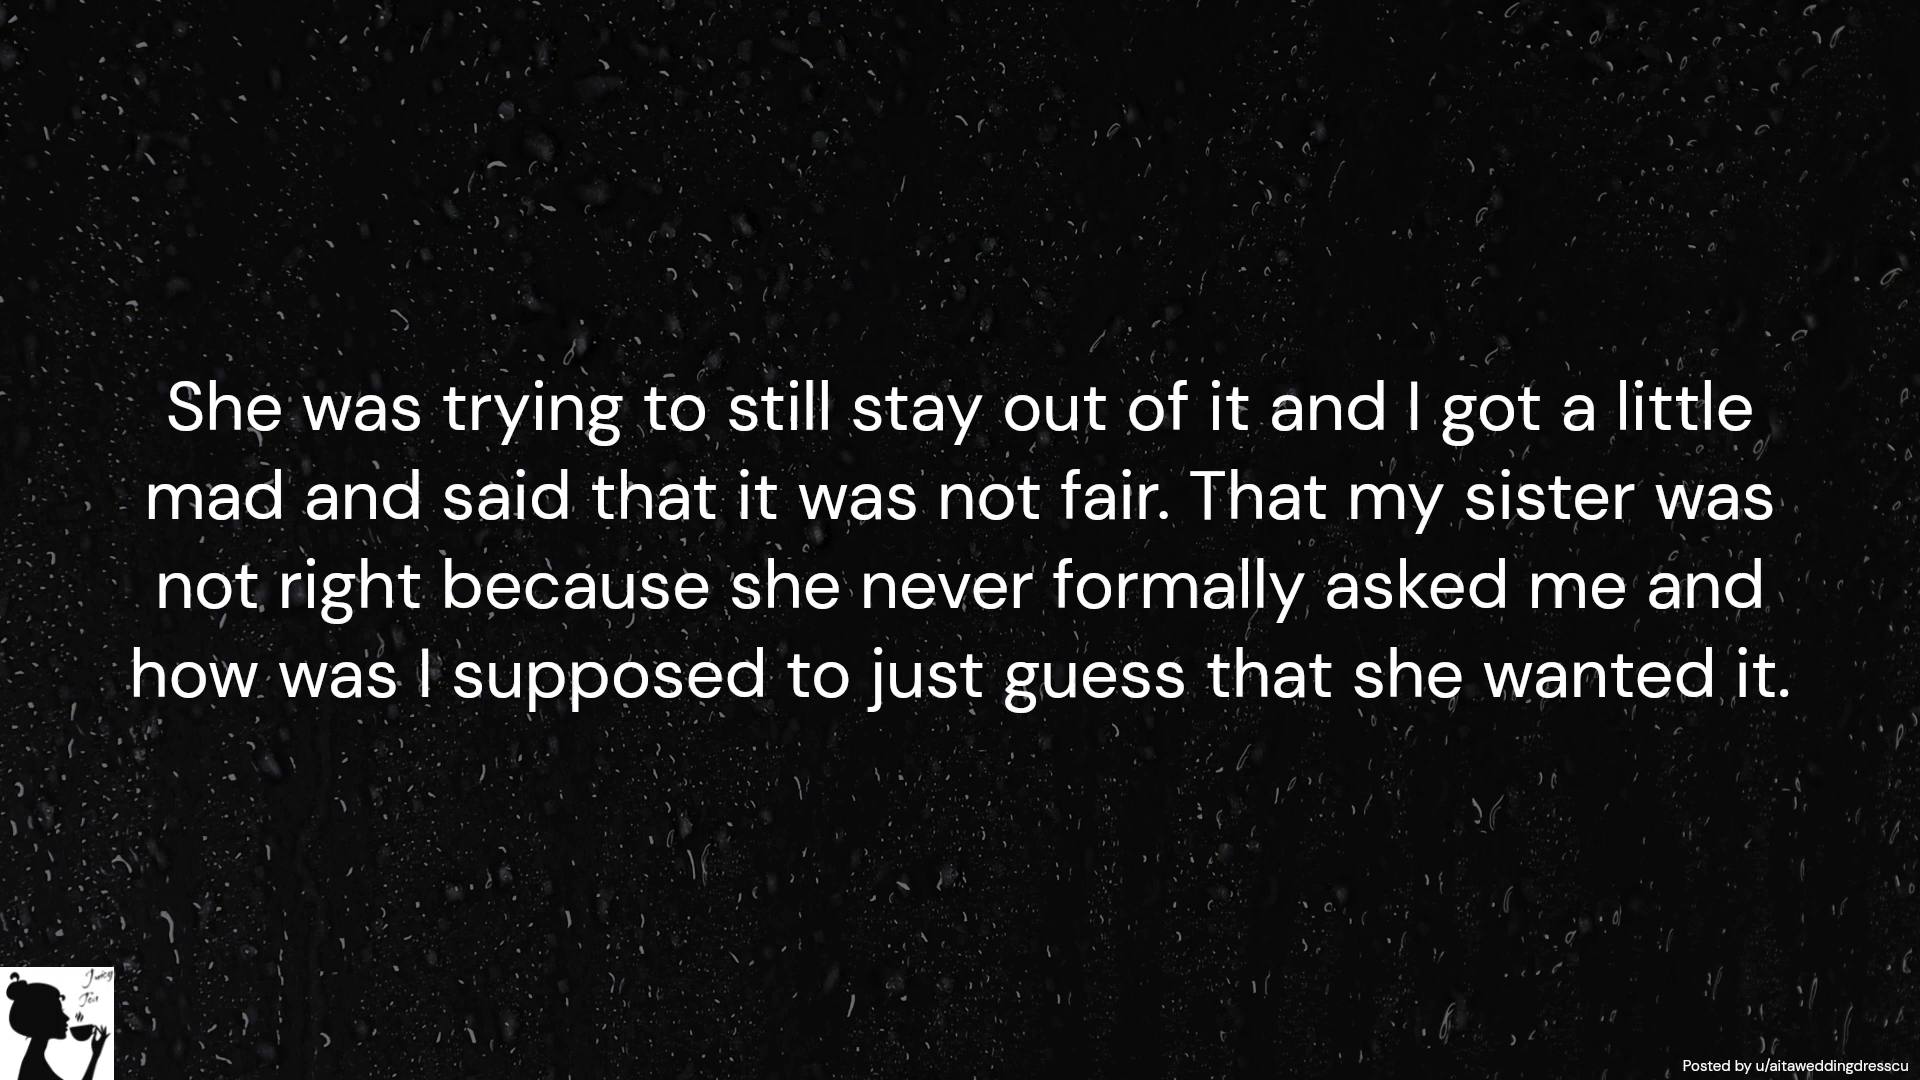 She was trying to still stay out of it and I got a little
mad and said that it was not fair. That my sister was
not right because she never formally asked me and
how was I supposed to just guess that she wanted it.
Juicy
Tea
Posted by u/aitaweddingdresscu